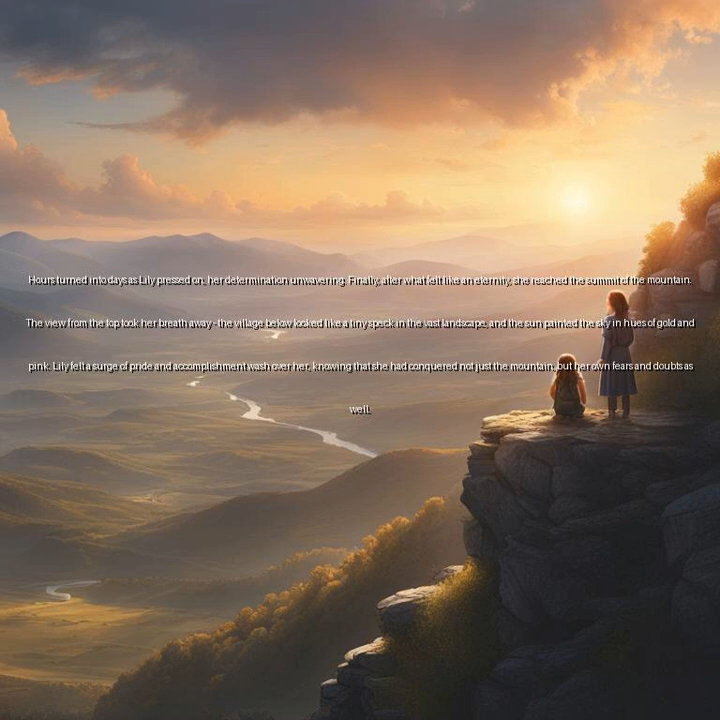 Hours turned into days as Lily pressed on, her determination unwavering. Finally, after what felt like an eternity, she reached the summit of the mountain.
The view from the top took her breath away - the village below looked like a tiny speck in the vast landscape, and the sun painted the sky in hues of gold and
pink. Lily felt a surge of pride and accomplishment wash over her, knowing that she had conquered not just the mountain, but her own fears and doubts as
well.